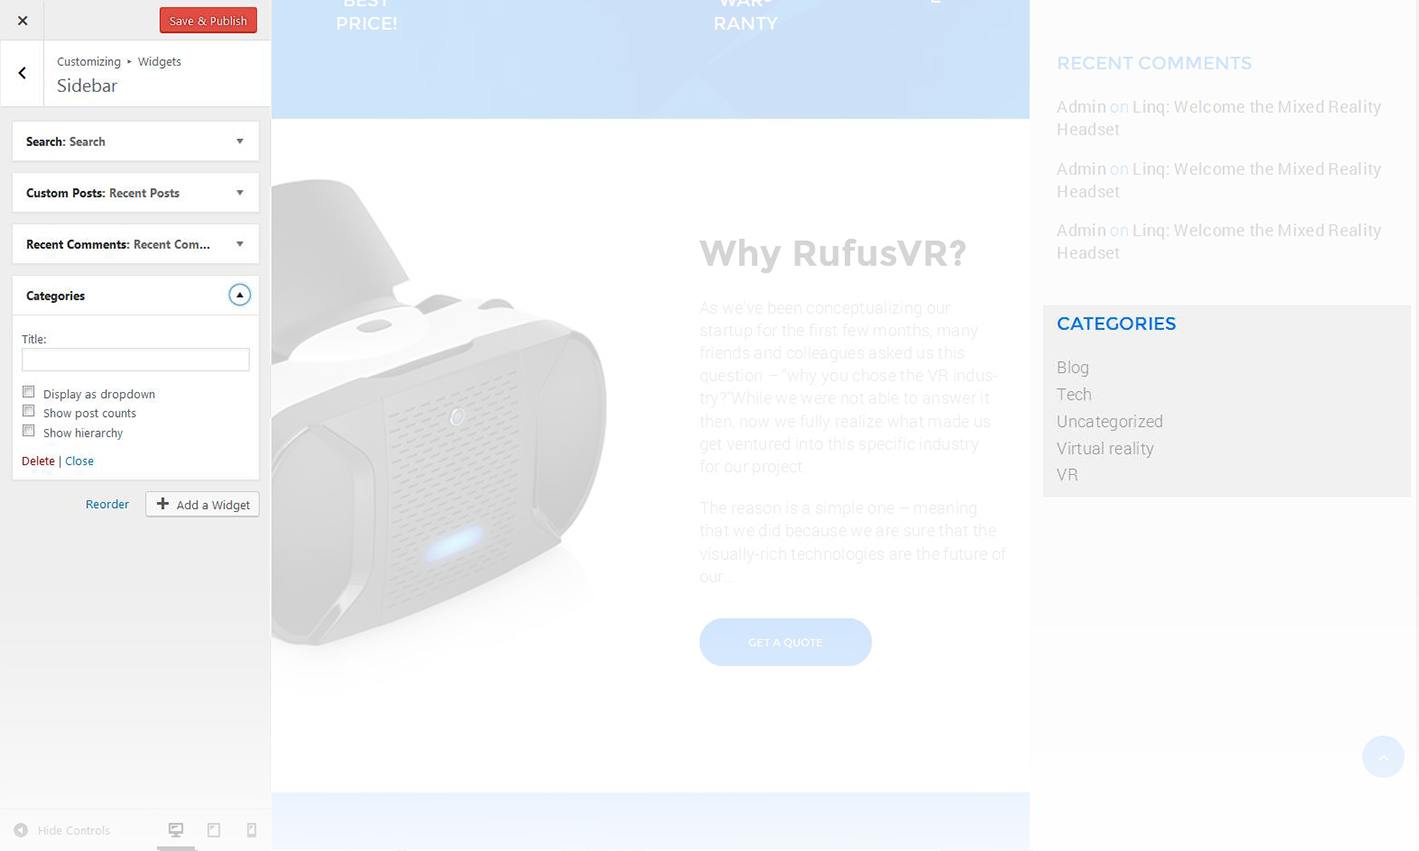 Save & Publish
Customizing ▸ Widgets
Sidebar
Search: Search
Custom Posts: Recent Posts
Recent Comments: Recent Com...
Categories
Title:
Display as dropdown
Show post counts
Show hierarchy
Delete | Close
Reorder
Add a Widget
Hide Controls
BEST
PRICE!
WAR-
RANTY
Why RufusVR?
As we've been conceptualizing our
startup for the first few months, many
friends and colleagues asked us this
question – “why you chose the VR indus-
try?”While we were not able to answer it
then, now we fully realize what made us
get ventured into this specific industry
for our project.
The reason is a simple one – meaning
that we did because we are sure that the
visually-rich technologies are the future of
our...
GET A QUOTE
RECENT COMMENTS
Admin on Linq: Welcome the Mixed Reality
Headset
Admin on Linq: Welcome the Mixed Reality
Headset
Admin on Linq: Welcome the Mixed Reality
Headset
CATEGORIES
Blog
Tech
Uncategorized
Virtual reality
VR